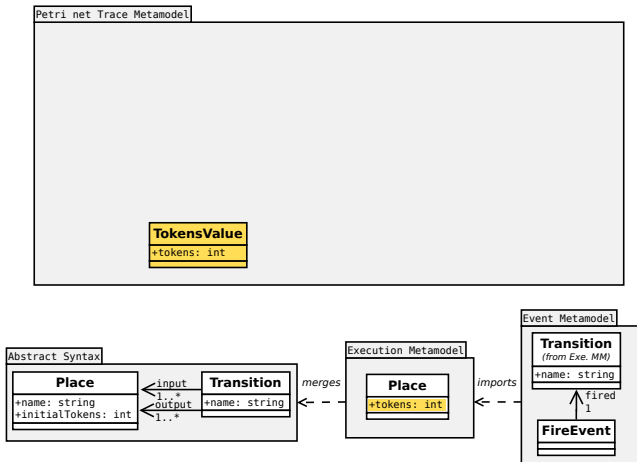 Petri net Trace Metamodel
TokensValue
+tokens: int
Event Metamodel
Transition
(from Exe. MM)
+name: string
fired
1
FireEvent
Execution Metamodel
Place
+tokens: int
imports
merges
Abstract Syntax
Place
+name: string
+initialTokens: int
input
1..*
output
1..*
Transition
+name: string